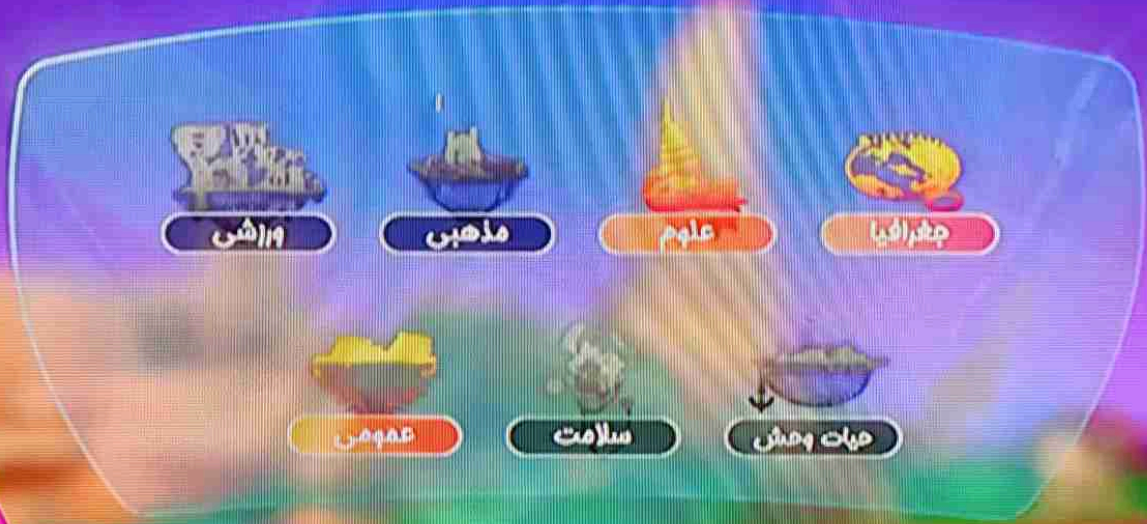 جغرافیا
علوم
مذهبی
ورزشی
حیات وحش
سلامت
عمومی